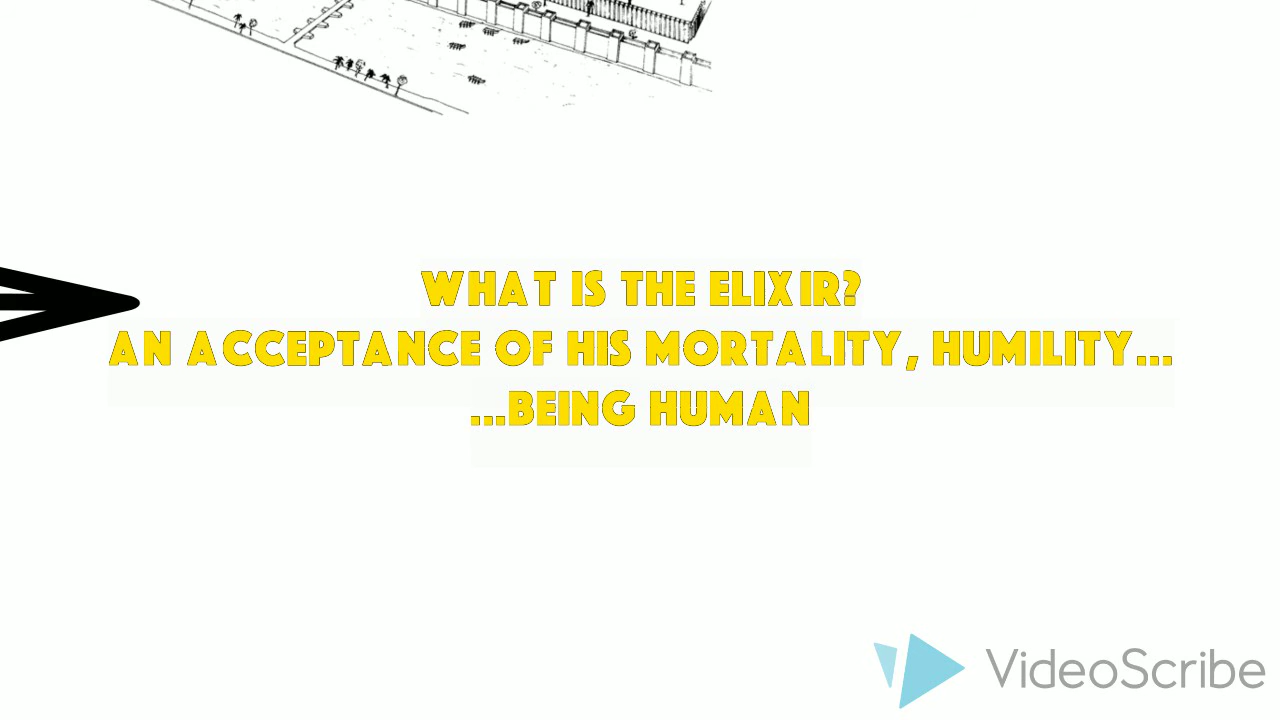 WHAT IS THE ELIXIR?
AN ACCEPTANCE OF HIS MORTALITY, HUMILITY...
...BEING HUMAN
VideoScribe